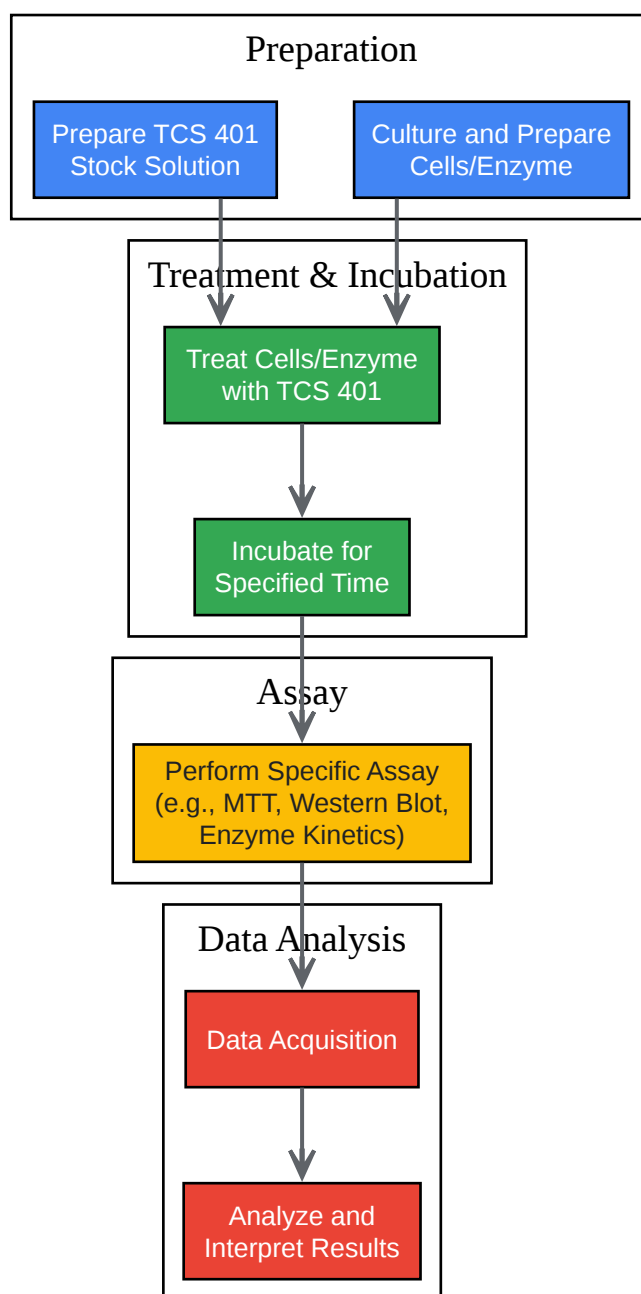 Preparation
Prepare TCS 401
Stock Solution
Culture and Prepare
Cells/Enzyme
Treatment & Incubation
Treat Cells/Enzyme
with TCS 401
Incubate for
Specified Time
Assay
Perform Specific Assay
(e.g., MTT, Western Blot,
Enzyme Kinetics)
Data Analysis
Data Acquisition
Analyze and
Interpret Results